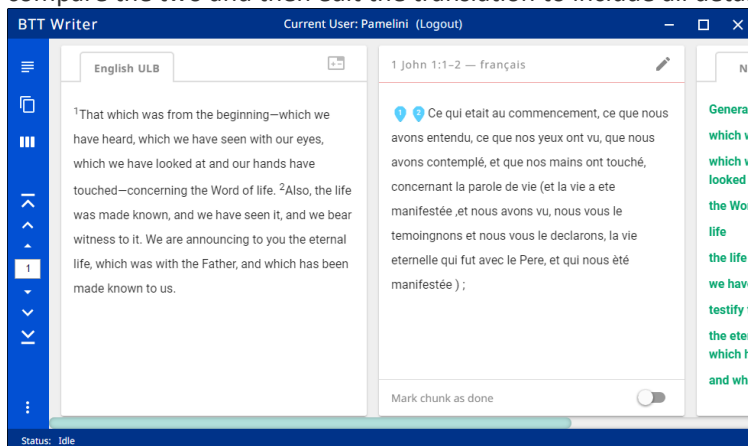 compare the two and then edit the translation to include all
BTT Writer
Current User: Pamelini (Logout)
English ULB
1That which was from the beginning—which we
have heard, which we have seen with our eyes,
which we have looked at and our hands have
touched—concerning the Word of life. 2Also, the life
was made known, and we have seen it, and we bear
witness to it. We are announcing to you the eternal
life, which was with the Father, and which has been
made known to us.
1 John 1:1–2 — français
1 2 Ce qui etait au commencement, ce que nous
avons entendu, ce que nos yeux ont vu, que nous
avons contemplé, et que nos mains ont touché,
concernant la parole de vie (et la vie a ete
manifestée ,et nous avons vu, nous vous le
temoingnons et nous vous le declarons, la vie
eternelle qui fut avec le Pere, et qui nous èté
manifestée ) ;
Mark chunk as done
N
Genera
which w
which w
looked
the Wor
life
the life
we have
testify
the eter
which h
and wh
1
Status: Idle